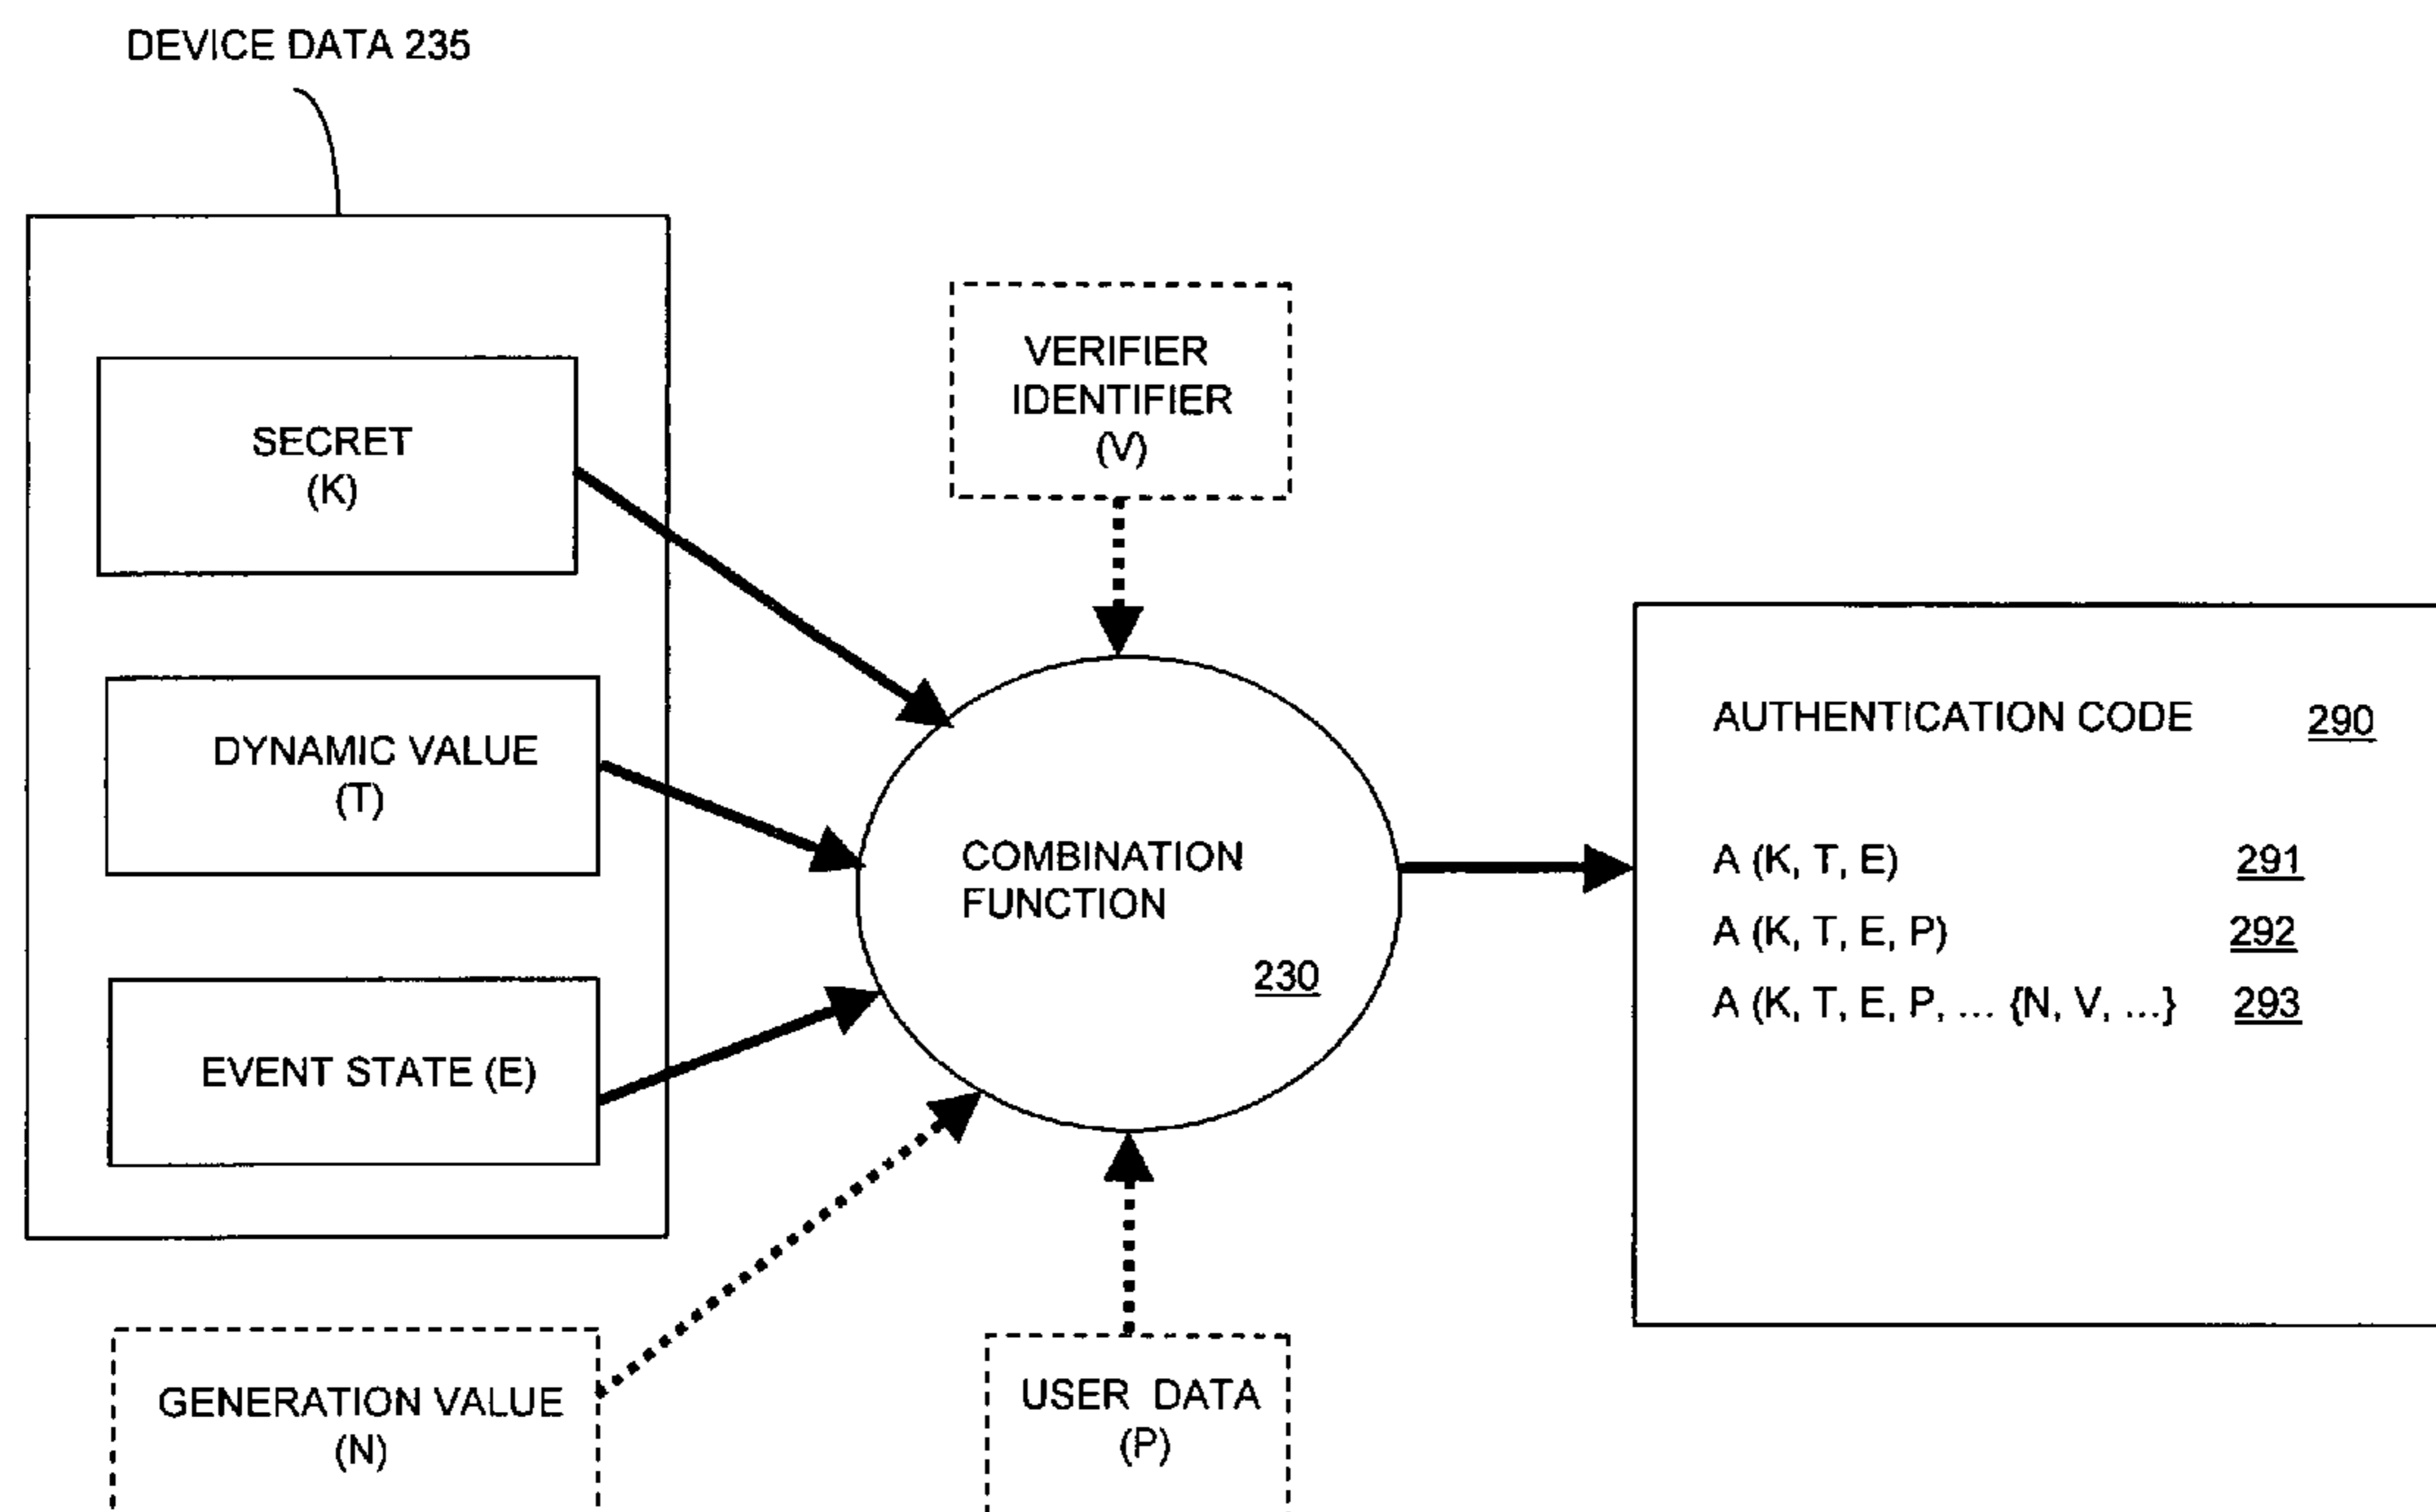 DEVICE DATA 235
SECRET
(K)
DYNAMIC VALUE
(T)
EVENT STATE (E)
GENERATION VALUE
(N)
VERIFIER
IDENTIFIER
(V)
COMBINATION
FUNCTION
230
USER DATA
(P)
AUTHENTICATION CODE 290
A (K, T, E) 291
A (K, T, E, P) 292
A (K, T, E, P, ... {N, V, ...} 293